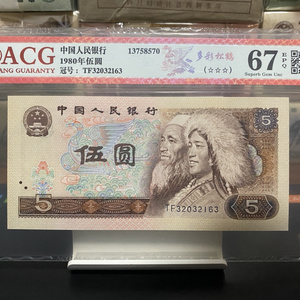 ACG 中国人民银行 13758570 多彩松鹤 67 EPQ
GUARANTY 1980年伍圆 (☆☆☆) Superb Gem Unc
冠号：TF32032163
中国人民银行
5
伍圆
5
5
TF32032163